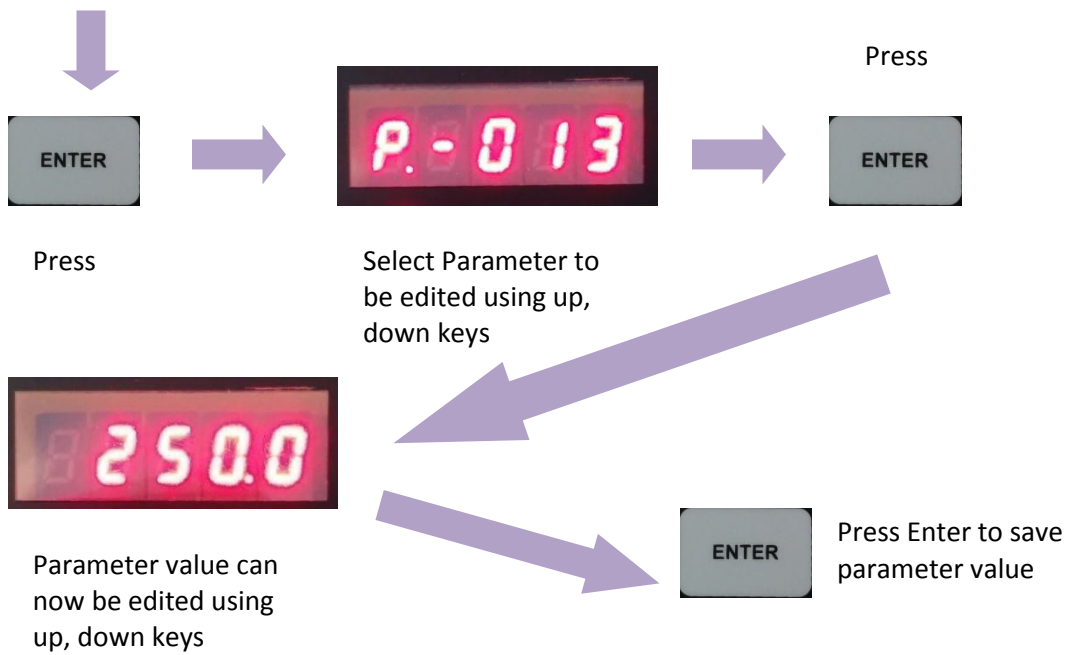 Press
ENTER
P.-013
ENTER
Press
Select Parameter to
be edited using up,
down keys
250.0
Parameter value can
now be edited using
up, down keys
ENTER
Press Enter to save
parameter value